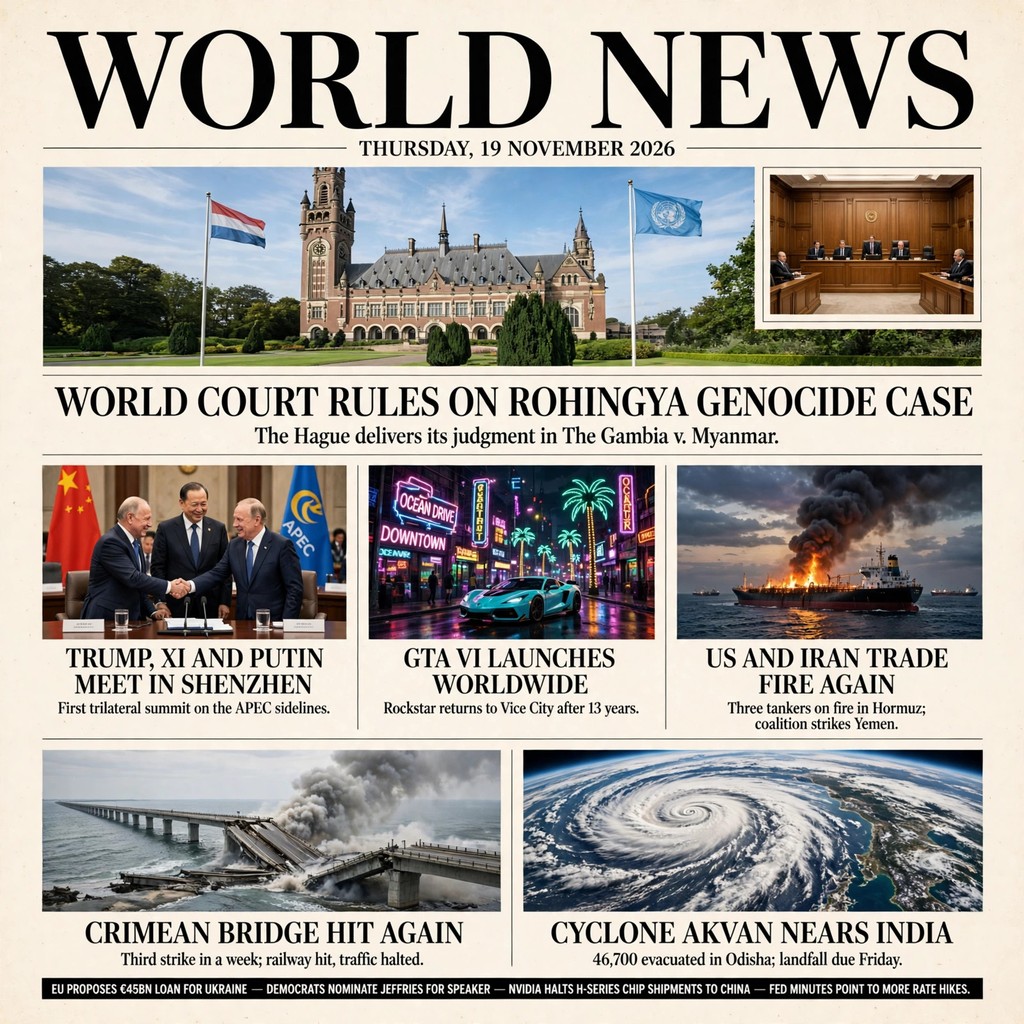 WORLD NEWS
THURSDAY, 19 NOVEMBER 2026
WORLD COURT RULES ON ROHINGYA GENOCIDE CASE
The Hague delivers its judgment in The Gambia v. Myanmar.
APEC
TRUMP, XI AND PUTIN
MEET IN SHENZHEN
First trilateral summit on the APEC sidelines.
OCEAN DRIVE
DOWNTOWN
GTA VI LAUNCHES
WORLDWIDE
Rockstar returns to Vice City after 13 years.
US AND IRAN TRADE
FIRE AGAIN
Three tankers on fire in Hormuz;
coalition strikes Yemen.
CRIMEAN BRIDGE HIT AGAIN
Third strike in a week; railway hit, traffic halted.
CYCLONE AKVAN NEARS INDIA
46,700 evacuated in Odisha; landfall due Friday.
EU PROPOSES €45BN LOAN FOR UKRAINE — DEMOCRATS NOMINATE JEFFRIES FOR SPEAKER — NVIDIA HALTS H-SERIES CHIP SHIPMENTS TO CHINA — FED MINUTES POINT TO MORE RATE HIKES.